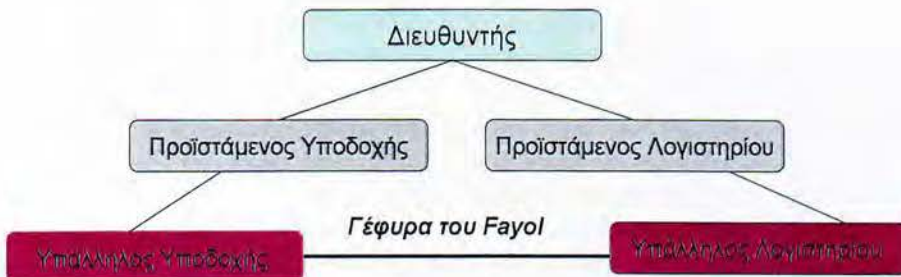 Διευθυντής
Προϊστάμενος Υποδοχής
Προϊστάμενος Λογιστηρίου
Γέφυρα του Fayol
Υπάλληλος Υποδοχής
Υπάλληλος Λογιστηρίου